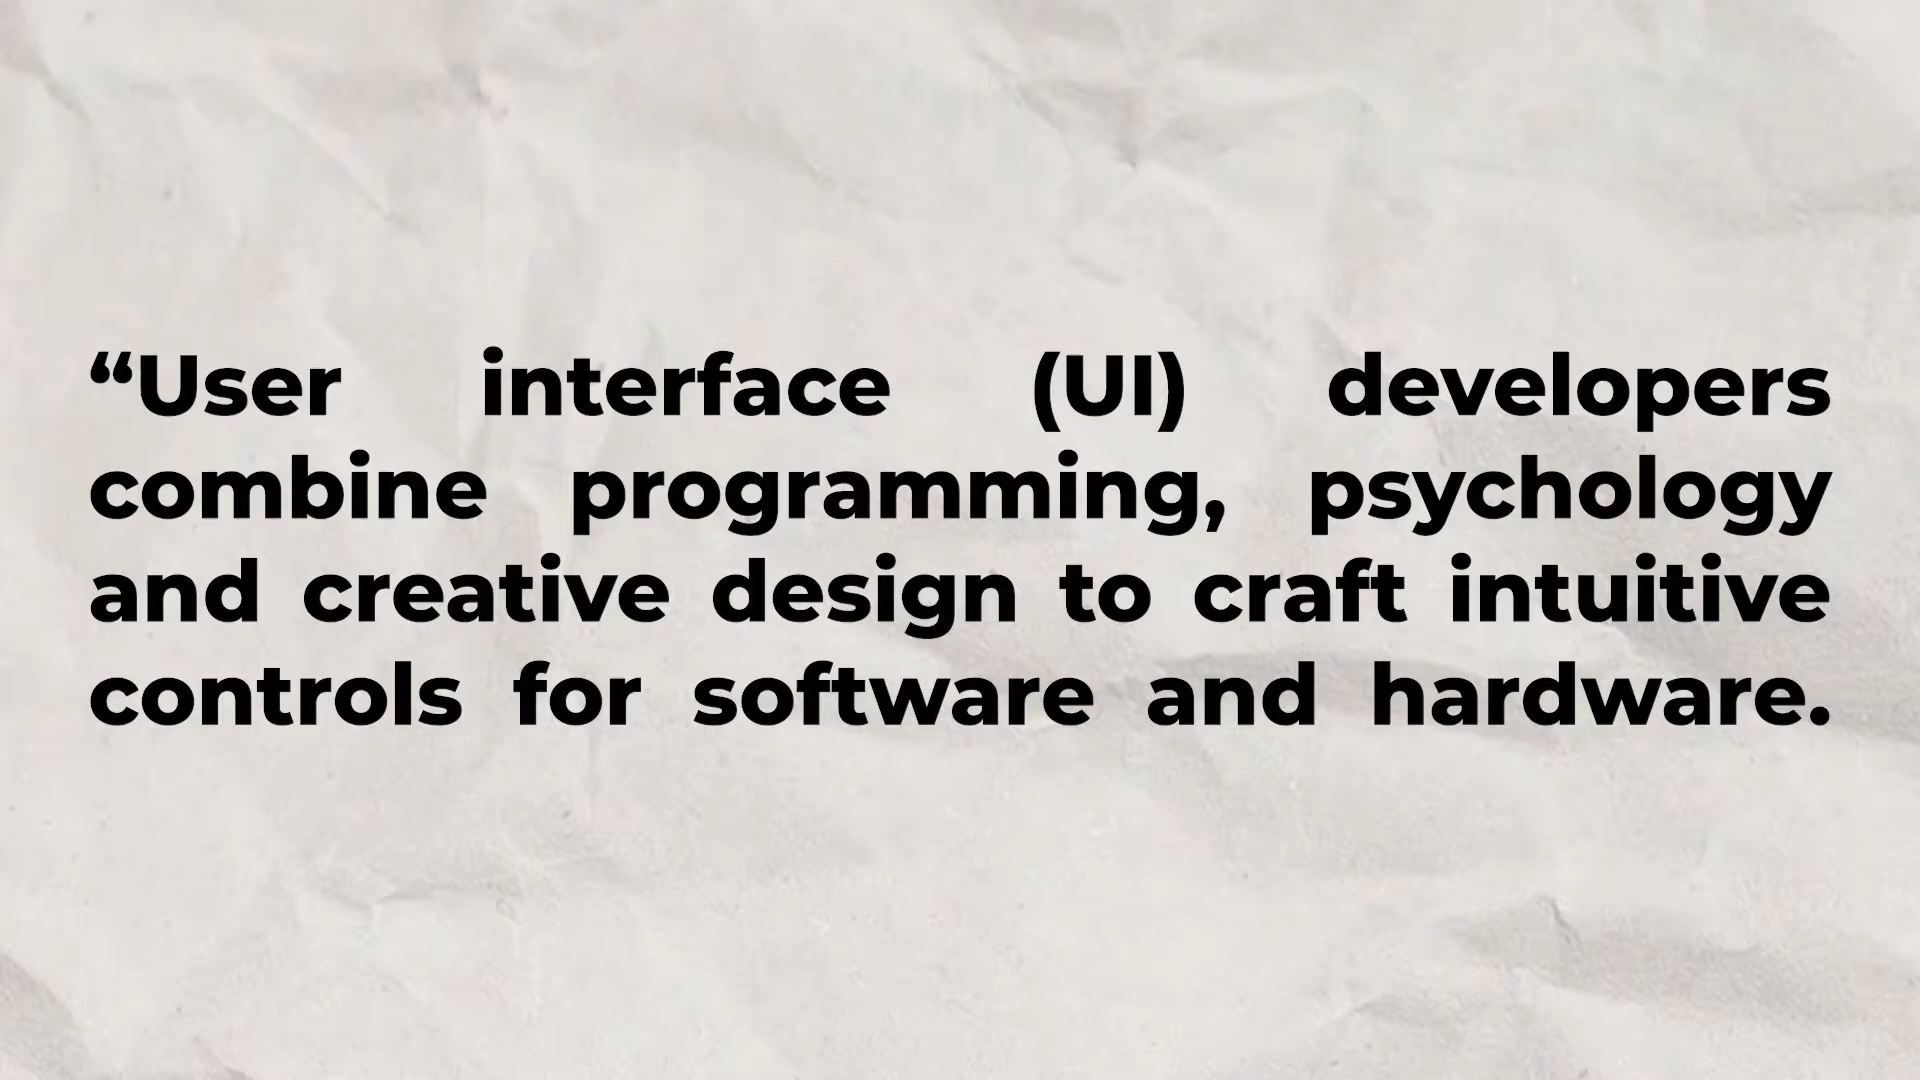 “User interface (UI) developers
combine programming, psychology
and creative design to craft intuitive
controls for software and hardware.